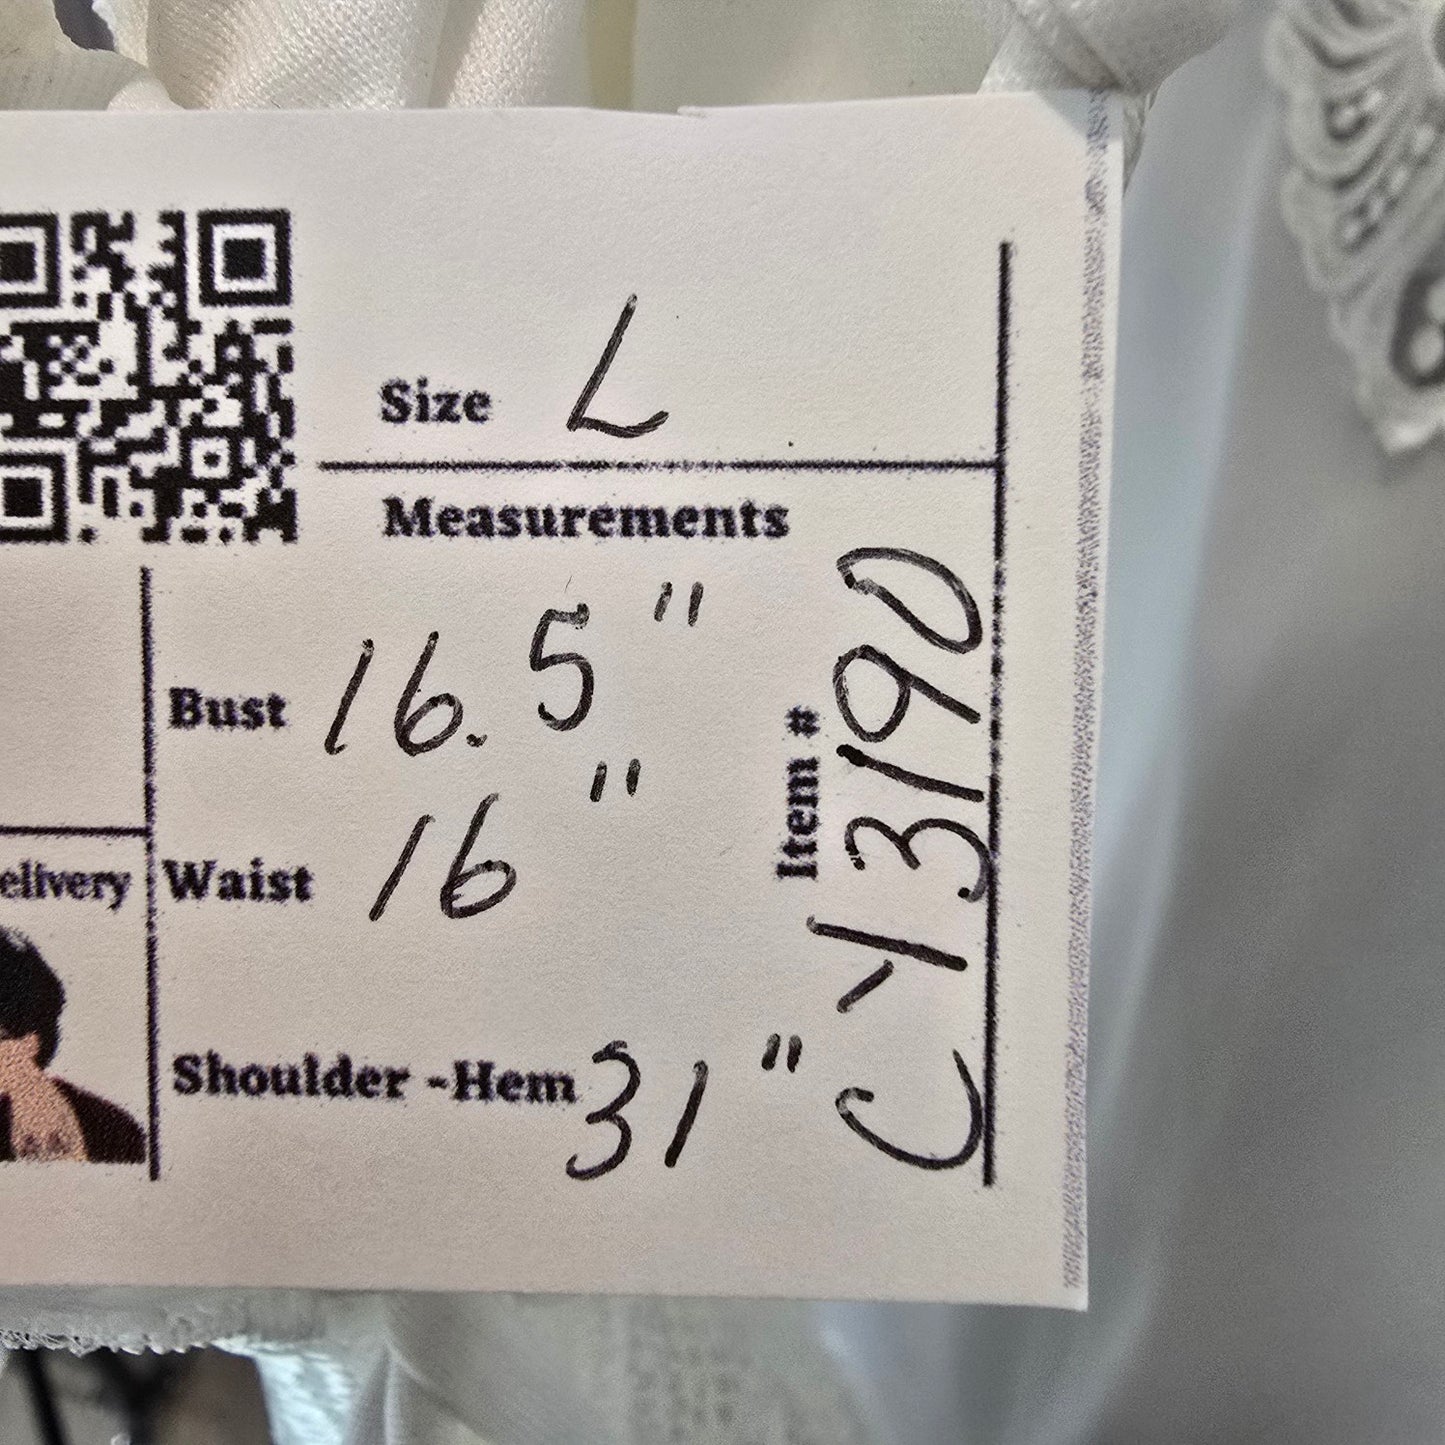 Size L
Measurements
Bust 16.5"
Waist 16"
Shoulder -Hem 31"
Item # CY3190
elivery